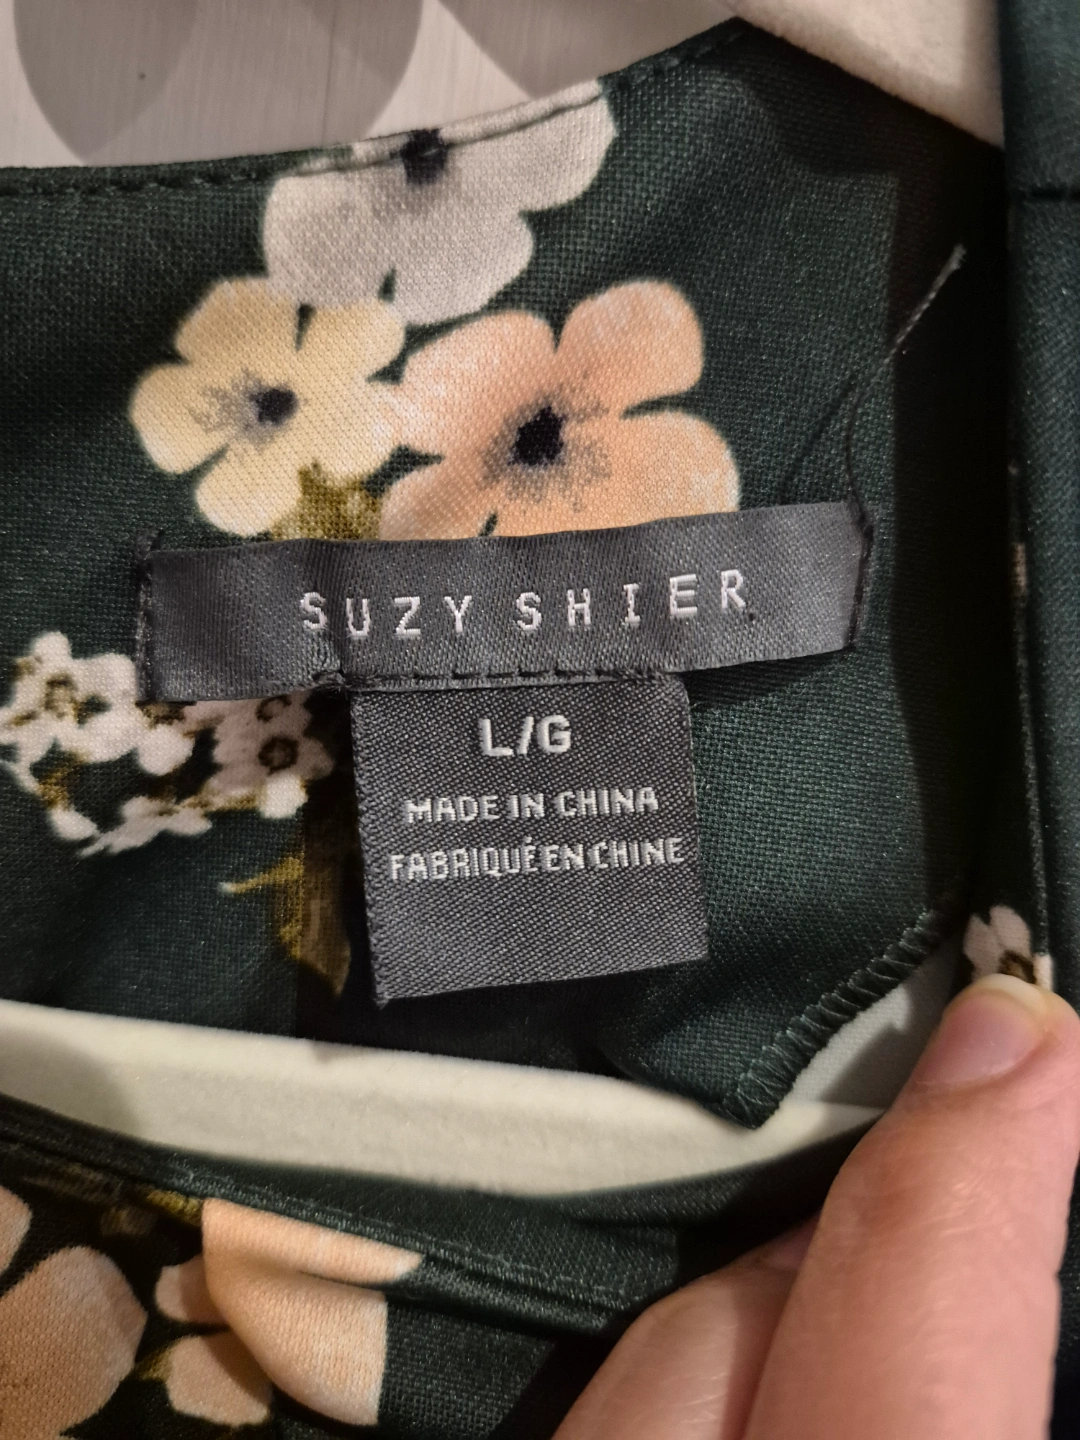 SUZY SHIER
L/G
MADE IN CHINA
FABRIQUÉ EN CHINE